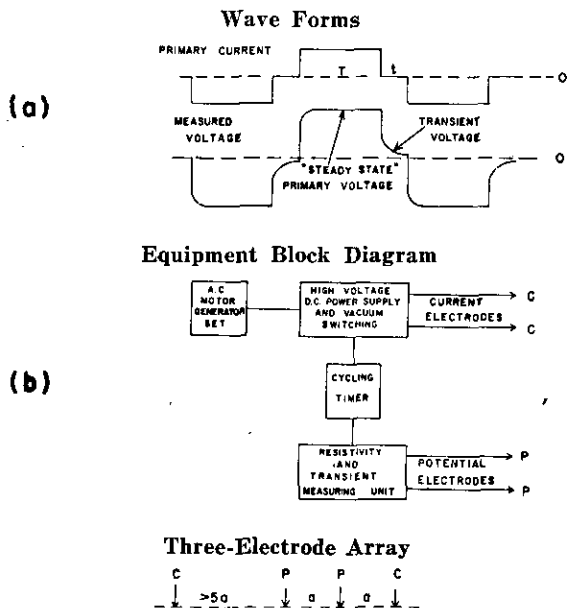 Wave Forms
PRIMARY CURRENT
T t
O
(a)
MEASURED VOLTAGE
TRANSIENT VOLTAGE
O
"STEADY STATE" PRIMARY VOLTAGE
Equipment Block Diagram
A.C MOTOR GENERATOR SET
HIGH VOLTAGE D.C. POWER SUPPLY AND VACUUM SWITCHING
CURRENT ELECTRODES
C
C
(b)
CYCLING TIMER
RESISTIVITY AND TRANSIENT MEASURING UNIT
POTENTIAL ELECTRODES
P
P
Three-Electrode Array
C P P C
>5a a a